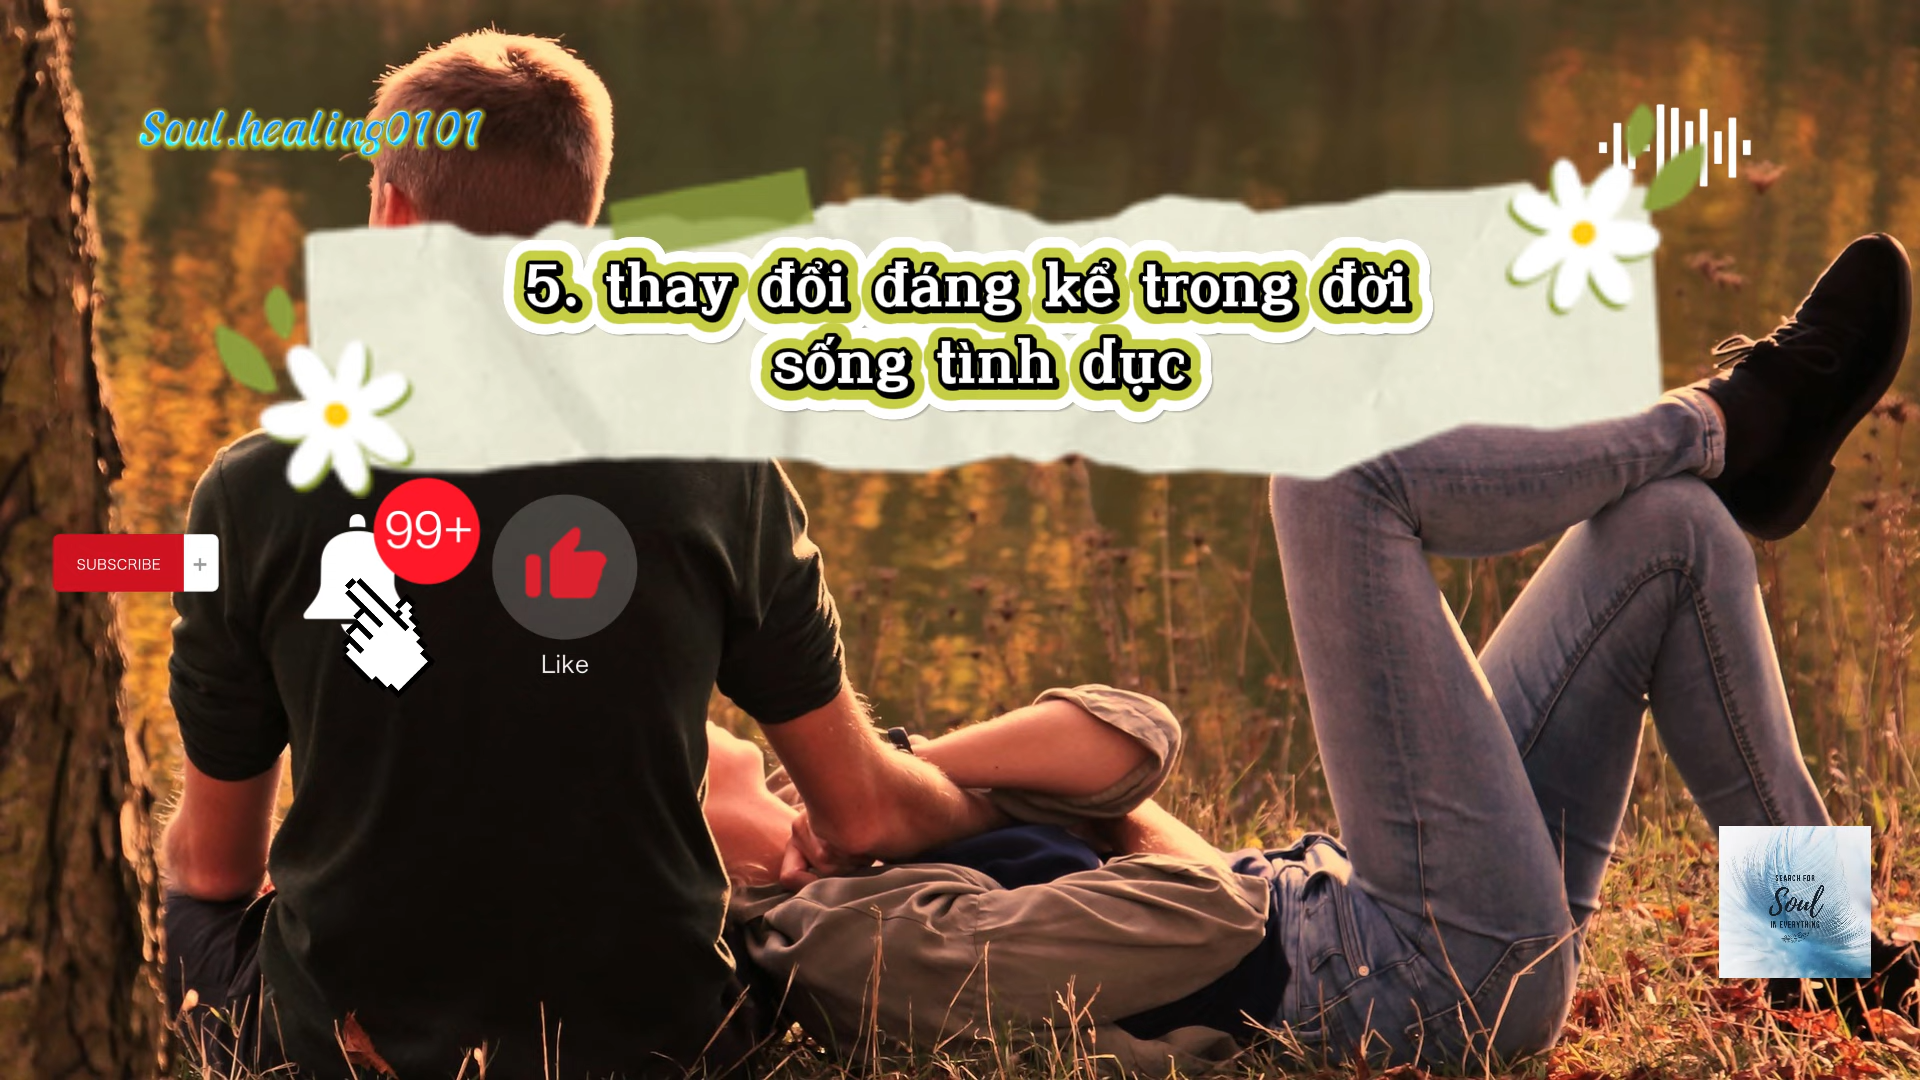 Soul.healing0101
5. thay đổi đáng kể trong đời
sống tình dục
99+
SUBSCRIBE +
Like
SEARCH FOR
Soul
IN EVERYTHING